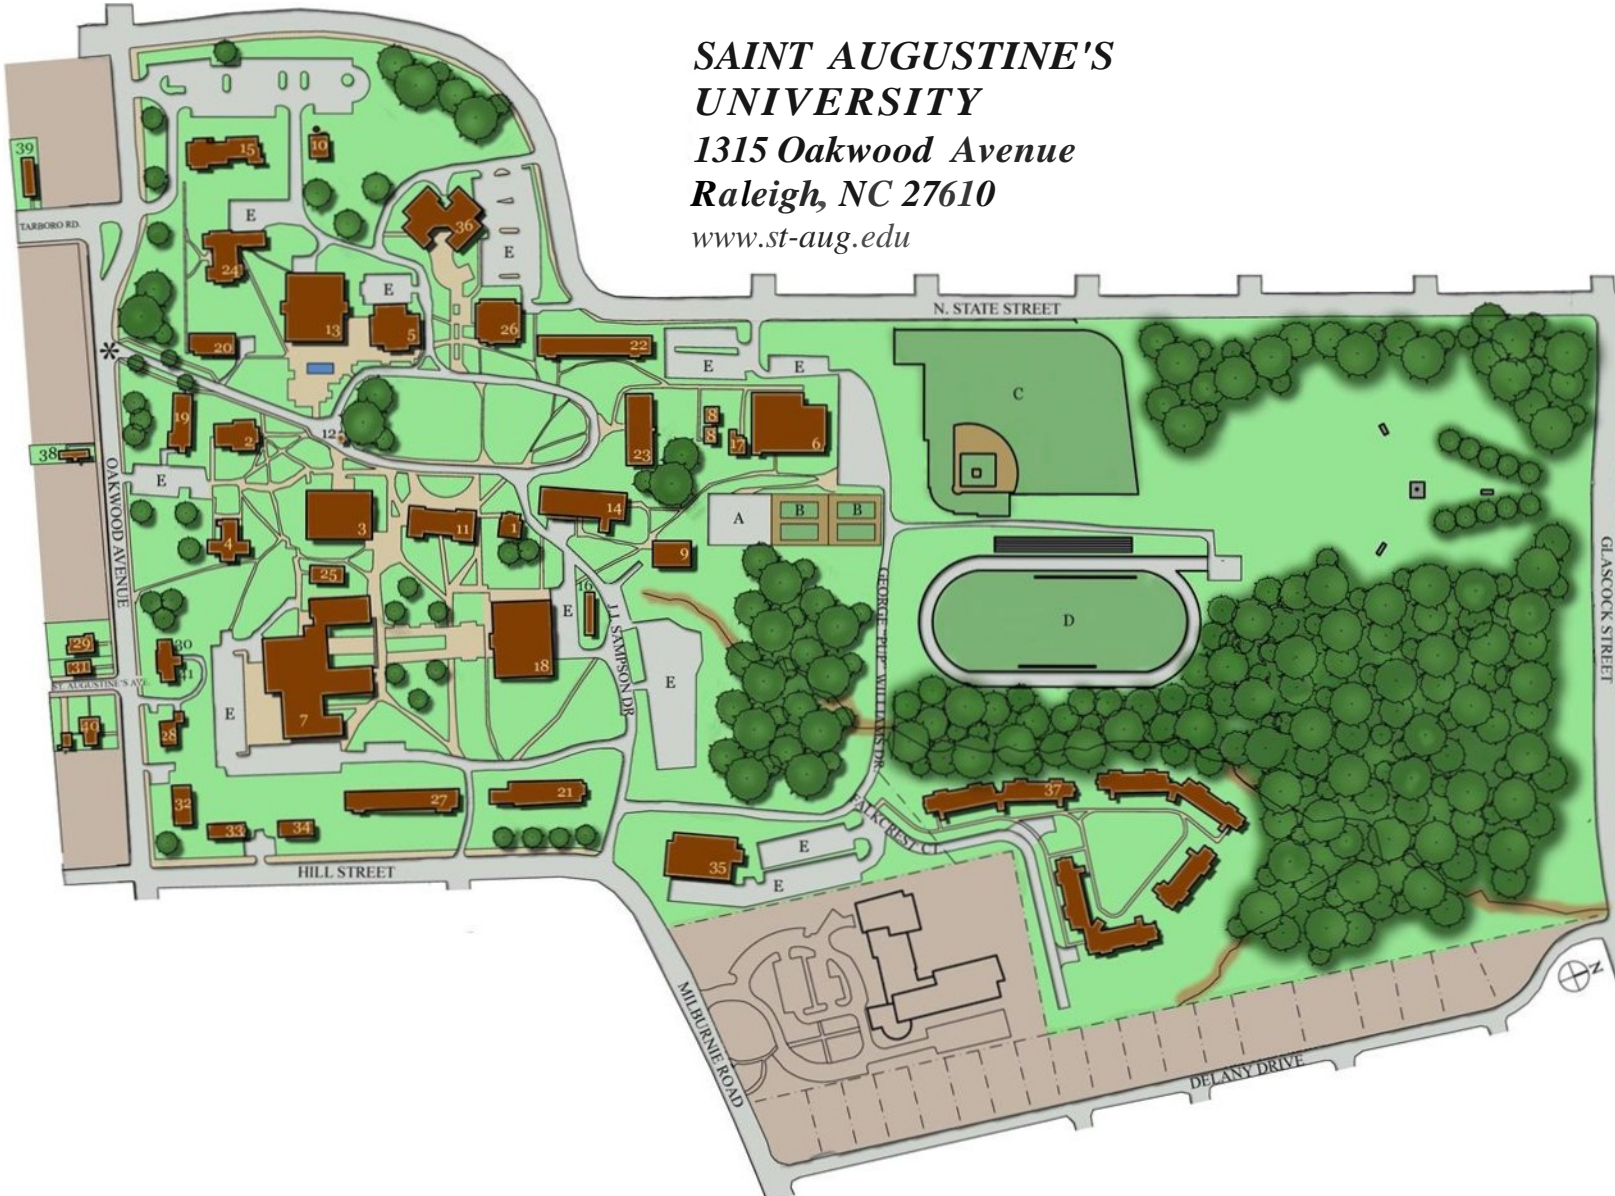 SAINT AUGUSTINE'S
UNIVERSITY
1315 Oakwood Avenue
Raleigh, NC 27610
www.st-aug.edu
39
15
10
TARBORO RD.
E
36
24
E
E
13
5
26
N. STATE STREET
20
22
E
E
C
*
19
2
12
8
8
23
17
6
38
OAKWOOD AVENUE
E
3
11
1
14
A
B
B
4
9
25
16
E
J.J. SAMPSON DR
GEORGE "PUP" WILLIAMS DR.
D
GLASCOCK STREET
29
30
31
41
ST. AUGUSTINE'S AVE.
18
E
7
E
40
28
32
27
21
37
33
34
FALKCREST CT.
HILL STREET
35
E
E
MILBURNIE ROAD
N
DELANY DRIVE